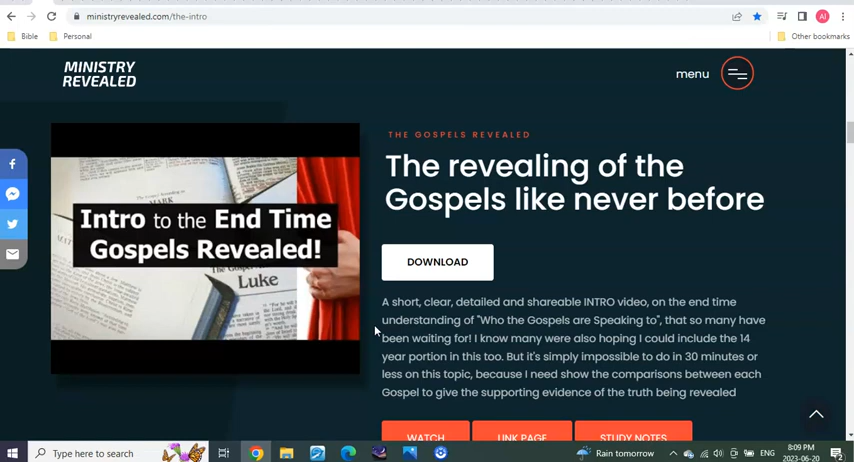 ministryrevealed.com/the-intro
Al
Bible
Personal
Other bookmarks
MINISTRY
REVEALED
menu
THE GOSPELS REVEALED
The revealing of the
Gospels like never before
MARK
Intro to the End Time
Gospels Revealed!
Luke
DOWNLOAD
A short, clear, detailed and shareable INTRO video, on the end time
understanding of "Who the Gospels are Speaking to", that so many have
been waiting for! I know many were also hoping I could include the 14
year portion in this too. But it's simply impossible to do in 30 minutes or
less on this topic, because I need show the comparisons between each
Gospel to give the supporting evidence of the truth being revealed
WATCH
LINK PAGE
STUDY NOTES
Type here to search
Rain tomorrow
ENG
8:09 PM
2023-06-20
2